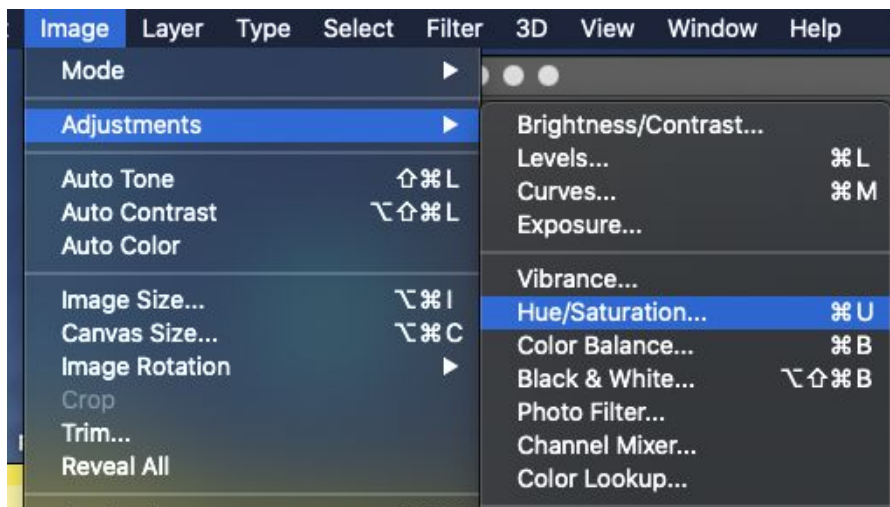 Image Layer Type Select Filter 3D View Window Help
Mode ▶
Adjustments ▶
Auto Tone ⇧⌘L
Auto Contrast ⌥⇧⌘L
Auto Color
Image Size... ⌥⌘I
Canvas Size... ⌥⌘C
Image Rotation ▶
Crop
Trim...
Reveal All
Brightness/Contrast...
Levels... ⌘L
Curves... ⌘M
Exposure...
Vibrance...
Hue/Saturation... ⌘U
Color Balance... ⌘B
Black & White... ⌥⇧⌘B
Photo Filter...
Channel Mixer...
Color Lookup...